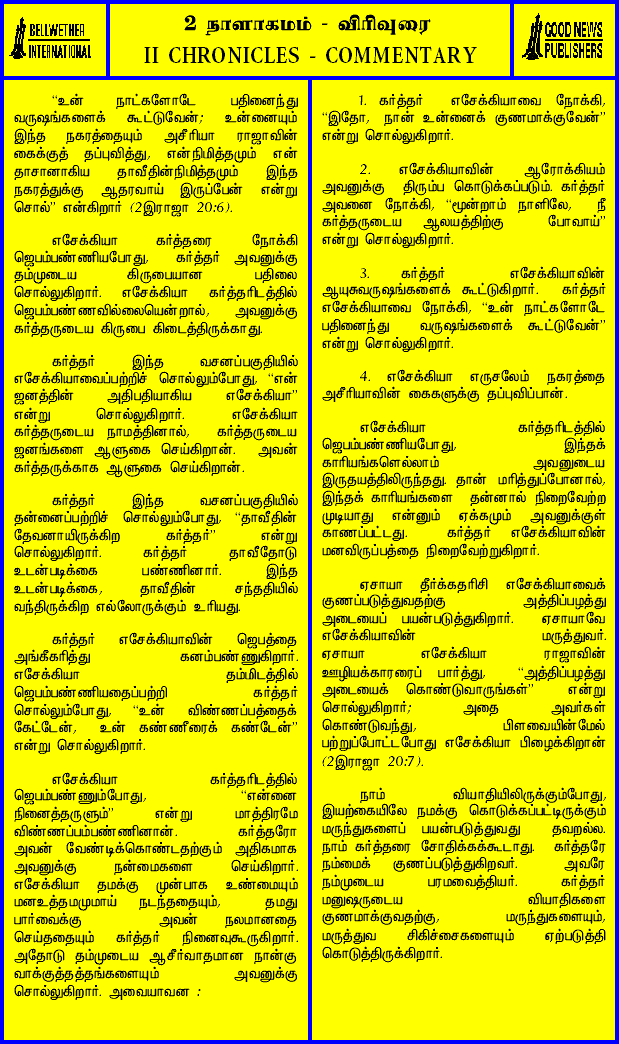 BELLWETHER
INTERNATIONAL
2 நாளாகமம் - விரிவுரை
II CHRONICLES - COMMENTARY
GOOD NEWS
PUBLISHERS
“உன் நாட்களோடே பதினைந்து
வருஷங்களைக் கூட்டுவேன்; உன்னையும்
இந்த நகரத்தையும் அசீரியா ராஜாவின்
கைக்குத் தப்புவித்து, என்நிமித்தமும் என்
தாசானாகிய தாவீதின்நிமித்தமும் இந்த
நகரத்துக்கு ஆதரவாய் இருப்பேன் என்று
சொல்” என்கிறார் (2இராஜா 20:6).
எசேக்கியா கர்த்தரை நோக்கி
ஜெபம்பண்ணியபோது, கர்த்தர் அவனுக்கு
தம்முடைய கிருபையான பதிலை
சொல்லுகிறார். எசேக்கியா கர்த்தரிடத்தில்
ஜெபம்பண்ணவில்லையென்றால், அவனுக்கு
கர்த்தருடைய கிருபை கிடைத்திருக்காது.
கர்த்தர் இந்த வசனப்பகுதியில்
எசேக்கியாவைப்பற்றிச் சொல்லும்போது, “என்
ஜனத்தின் அதிபதியாகிய எசேக்கியா”
என்று சொல்லுகிறார். எசேக்கியா
கர்த்தருடைய நாமத்தினால், கர்த்தருடைய
ஜனங்களை ஆளுகை செய்கிறான். அவன்
கர்த்தருக்காக ஆளுகை செய்கிறான்.
கர்த்தர் இந்த வசனப்பகுதியில்
தன்னைப்பற்றிச் சொல்லும்போது, “தாவீதின்
தேவனாயிருக்கிற கர்த்தர்” என்று
சொல்லுகிறார். கர்த்தர் தாவீதோடு
உடன்படிக்கை பண்ணினார். இந்த
உடன்படிக்கை, தாவீதின் சந்ததியில்
வந்திருக்கிற எல்லோருக்கும் உரியது.
கர்த்தர் எசேக்கியாவின் ஜெபத்தை
அங்கீகரித்து கனம்பண்ணுகிறார்.
எசேக்கியா தம்மிடத்தில்
ஜெபம்பண்ணியதைப்பற்றி கர்த்தர்
சொல்லும்போது, “உன் விண்ணப்பத்தைக்
கேட்டேன், உன் கண்ணீரைக் கண்டேன்”
என்று சொல்லுகிறார்.
எசேக்கியா கர்த்தரிடத்தில்
ஜெபம்பண்ணும்போது, “என்னை
நினைத்தருளும்” என்று மாத்திரமே
விண்ணப்பம்பண்ணினான். கர்த்தரோ
அவன் வேண்டிக்கொண்டதற்கும் அதிகமாக
அவனுக்கு நன்மைகளை செய்கிறார்.
எசேக்கியா தமக்கு முன்பாக உண்மையும்
மனஉத்தமமுமாய் நடந்ததையும், தமது
பார்வைக்கு அவன் நலமானதை
செய்ததையும் கர்த்தர் நினைவுகூருகிறார்.
அதோடு தம்முடைய ஆசீர்வாதமான நான்கு
வாக்குத்தத்தங்களையும் அவனுக்கு
சொல்லுகிறார். அவையாவன :
1. கர்த்தர் எசேக்கியாவை நோக்கி,
“இதோ, நான் உன்னைக் குணமாக்குவேன்”
என்று சொல்லுகிறார்.
2. எசேக்கியாவின் ஆரோக்கியம்
அவனுக்கு திரும்ப கொடுக்கப்படும். கர்த்தர்
அவனை நோக்கி, “மூன்றாம் நாளிலே, நீ
கர்த்தருடைய ஆலயத்திற்கு போவாய்”
என்று சொல்லுகிறார்.
3. கர்த்தர் எசேக்கியாவின்
ஆயுசுவருஷங்களைக் கூட்டுகிறார். கர்த்தர்
எசேக்கியாவை நோக்கி, “உன் நாட்களோடே
பதினைந்து வருஷங்களைக் கூட்டுவேன்”
என்று சொல்லுகிறார்.
4. எசேக்கியா எருசலேம் நகரத்தை
அசீரியாவின் கைகளுக்கு தப்புவிப்பான்.
எசேக்கியா கர்த்தரிடத்தில்
ஜெபம்பண்ணியபோது, இந்தக்
காரியங்களெல்லாம் அவனுடைய
இருதயத்திலிருந்தது. தான் மரித்துப்போனால்,
இந்தக் காரியங்களை தன்னால் நிறைவேற்ற
முடியாது என்னும் ஏக்கமும் அவனுக்குள்
காணப்பட்டது. கர்த்தர் எசேக்கியாவின்
மனவிருப்பத்தை நிறைவேற்றுகிறார்.
ஏசாயா தீர்க்கதரிசி எசேக்கியாவைக்
குணப்படுத்துவதற்கு அத்திப்பழத்து
அடையைப் பயன்படுத்துகிறார். ஏசாயாவே
எசேக்கியாவின் மருத்துவர்.
ஏசாயா எசேக்கியா ராஜாவின்
ஊழியக்காரரைப் பார்த்து, “அத்திப்பழத்து
அடையைக் கொண்டுவாருங்கள்” என்று
சொல்லுகிறார்; அதை அவர்கள்
கொண்டுவந்து, பிளவையின்மேல்
பற்றுப்போட்டபோது எசேக்கியா பிழைக்கிறான்
(2இராஜா 20:7).
நாம் வியாதியிலிருக்கும்போது,
இயற்கையிலே நமக்கு கொடுக்கப்பட்டிருக்கும்
மருந்துகளைப் பயன்படுத்துவது தவறல்ல.
நாம் கர்த்தரை சோதிக்கக்கூடாது. கர்த்தரே
நம்மைக் குணப்படுத்துகிறவர். அவரே
நம்முடைய பரமவைத்தியர். கர்த்தர்
மனுஷருடைய வியாதிகளை
குணமாக்குவதற்கு, மருந்துகளையும்,
மருத்துவ சிகிச்சைகளையும் ஏற்படுத்தி
கொடுத்திருக்கிறார்.